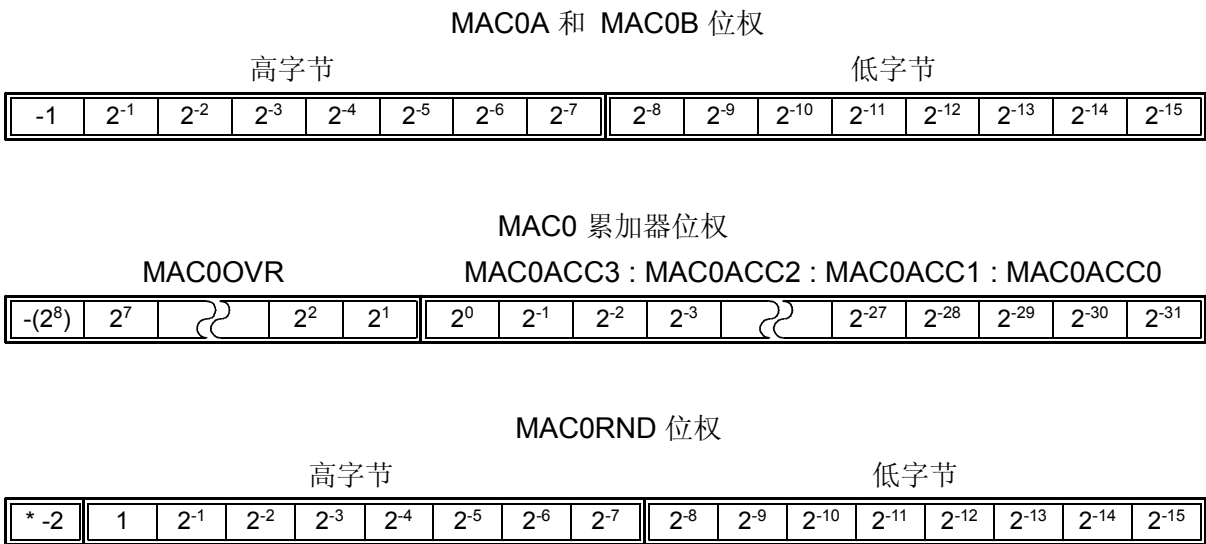 MAC0A 和 MAC0B 位权
高字节 低字节
-1 2⁻¹ 2⁻² 2⁻³ 2⁻⁴ 2⁻⁵ 2⁻⁶ 2⁻⁷ 2⁻⁸ 2⁻⁹ 2⁻¹⁰ 2⁻¹¹ 2⁻¹² 2⁻¹³ 2⁻¹⁴ 2⁻¹⁵
MAC0 累加器位权
MAC0OVR MAC0ACC3 : MAC0ACC2 : MAC0ACC1 : MAC0ACC0
-(2⁸) 2⁷ 2² 2¹ 2⁰ 2⁻¹ 2⁻² 2⁻³ 2⁻²⁷ 2⁻²⁸ 2⁻²⁹ 2⁻³⁰ 2⁻³¹
MAC0RND 位权
高字节 低字节
* -2 1 2⁻¹ 2⁻² 2⁻³ 2⁻⁴ 2⁻⁵ 2⁻⁶ 2⁻⁷ 2⁻⁸ 2⁻⁹ 2⁻¹⁰ 2⁻¹¹ 2⁻¹² 2⁻¹³ 2⁻¹⁴ 2⁻¹⁵